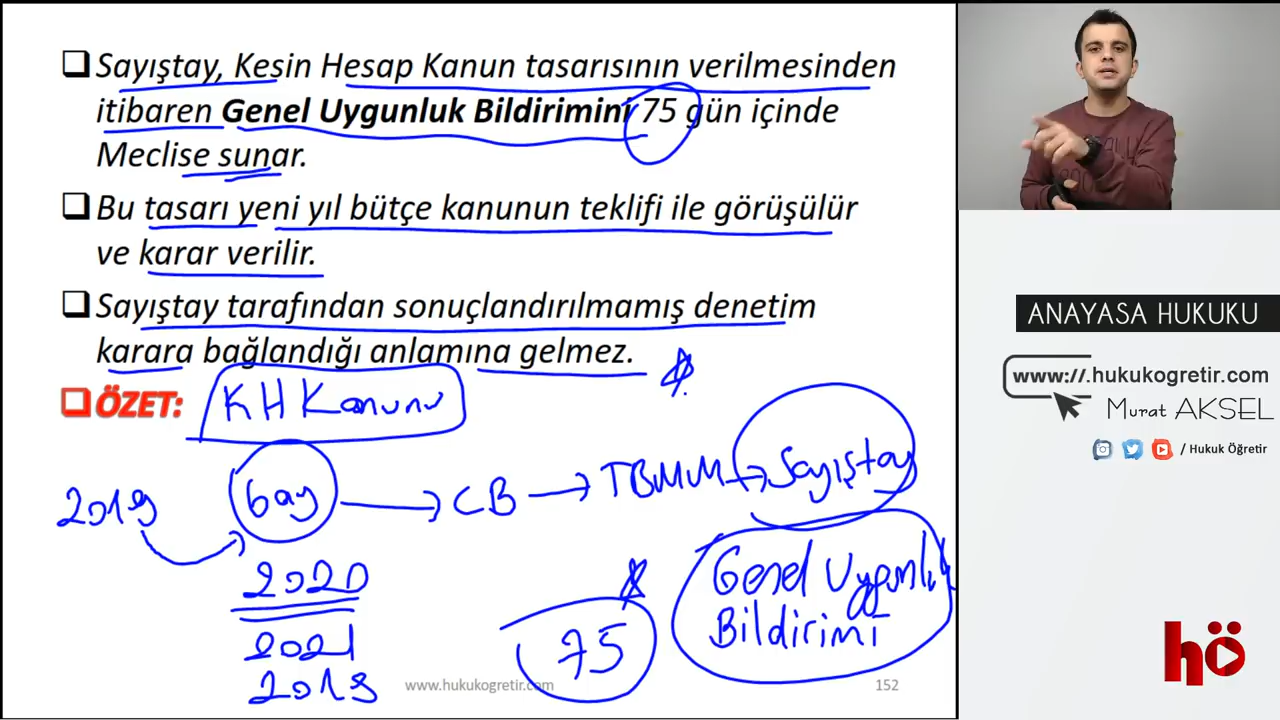 Sayıştay, Kesin Hesap Kanun tasarısının verilmesinden
itibaren Genel Uygunluk Bildirimini 75 gün içinde
Meclise sunar.
Bu tasarı yeni yıl bütçe kanunun teklifi ile görüşülür
ve karar verilir.
Sayıştay tarafından sonuçlandırılmamış denetim
karara bağlandığı anlamına gelmez.
ÖZET: KH Kanunu
2019 6ay → CB → TBMM → Sayıştay
2020
2021
2019
75
Genel Uygunluk
Bildirimi
www.hukukogretir.com
152
ANAYASA HUKUKU
www://.hukukogretir.com
Murat AKSEL
/ Hukuk Öğretir
hö